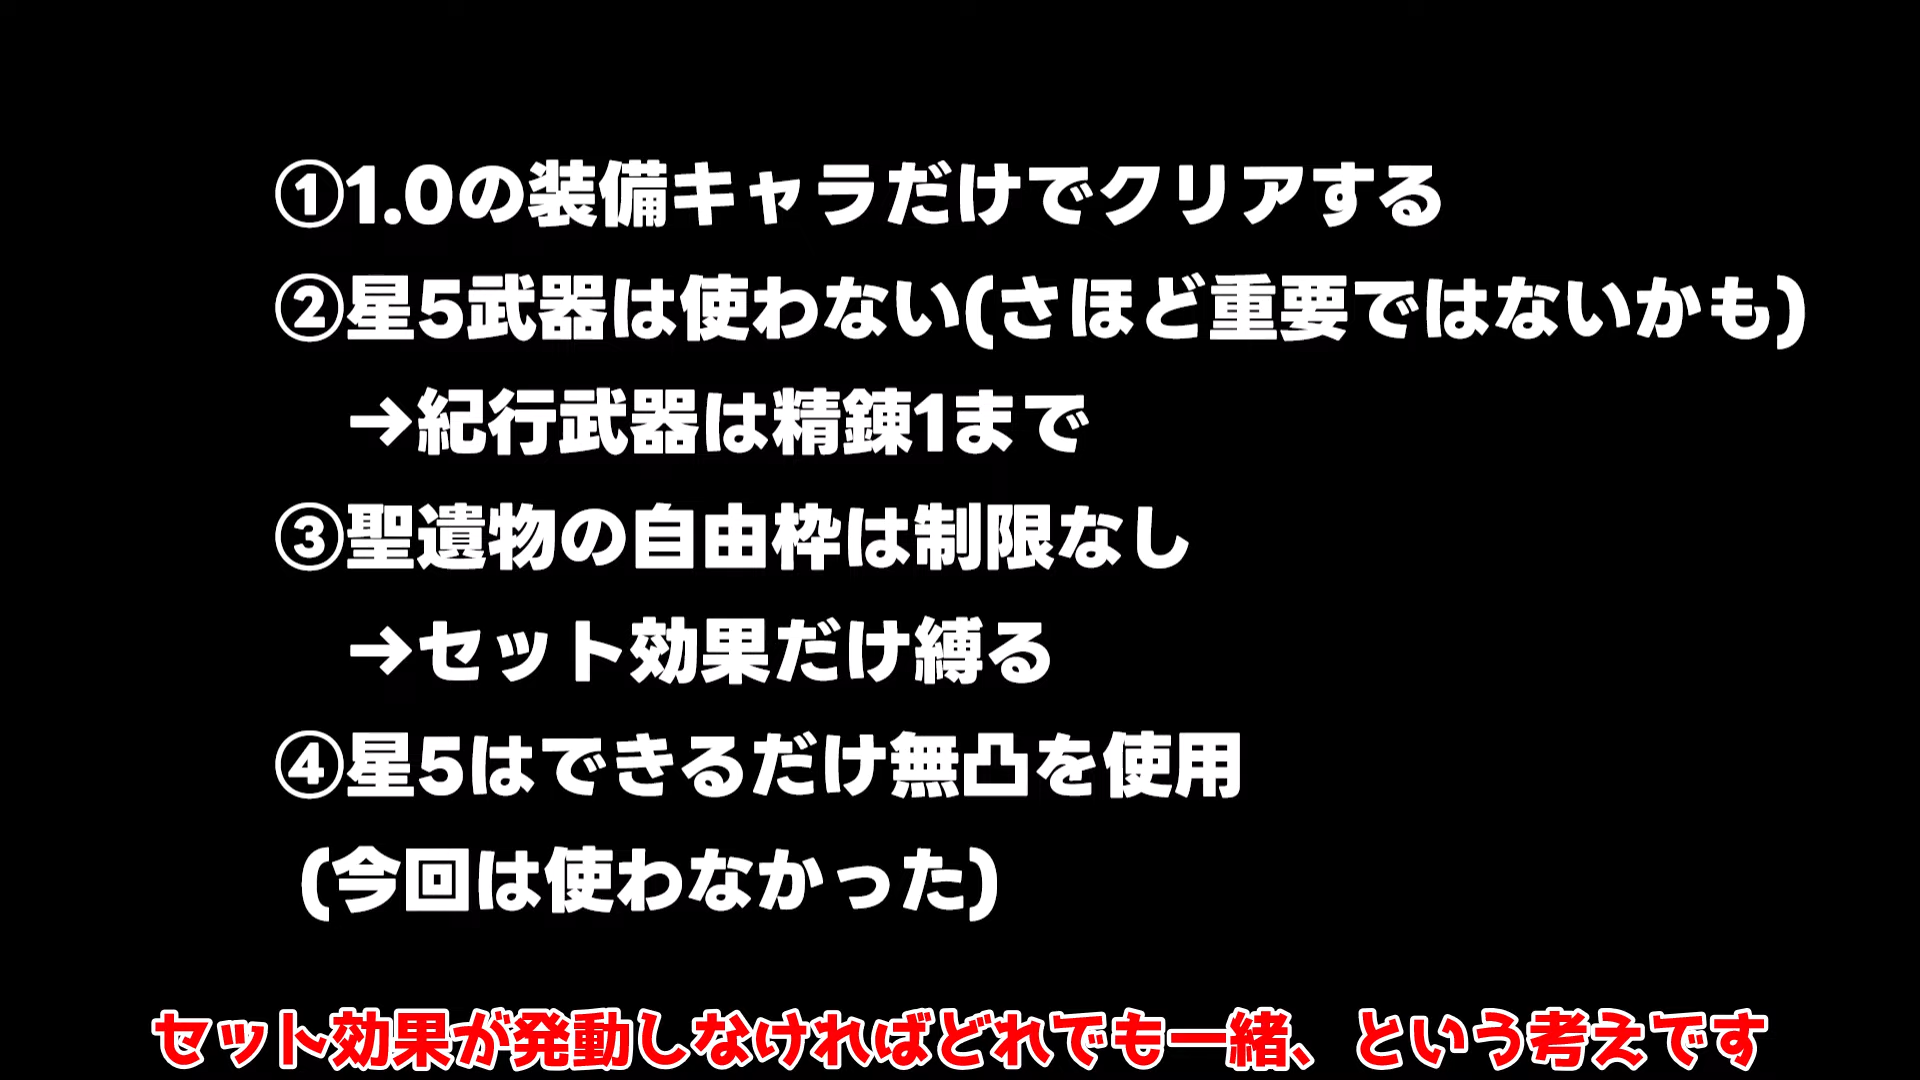 ①1.0の装備キャラだけでクリアする
②星5武器は使わない(さほど重要ではないかも)
→紀行武器は精錬1まで
③聖遺物の自由枠は制限なし
→セット効果だけ縛る
④星5はできるだけ無凸を使用
(今回は使わなかった)
セット効果が発動しなければどれでも一緒、という考えです